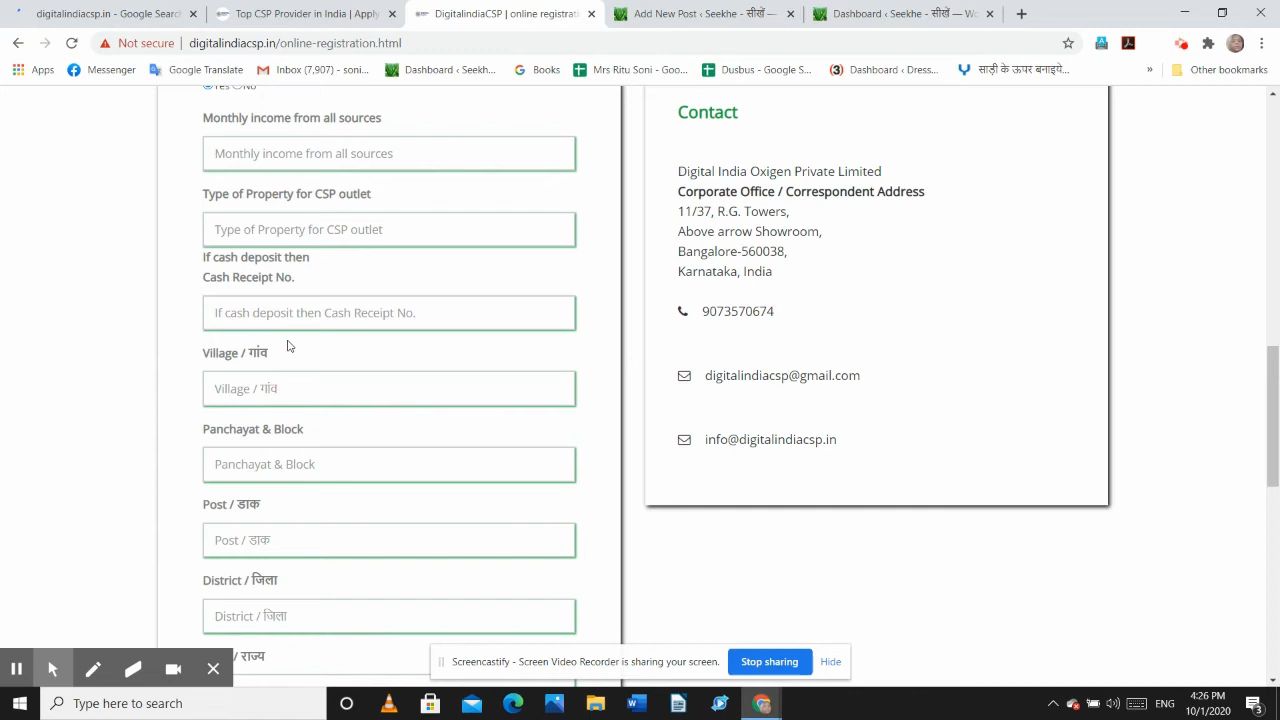 digitalindiacsp.in - Google Searc
Top CSP Provider in India | Apply
DigitalindiaCSP | online registrati
Add New Post ‹ Seekhe - सीखें — W
Dashboard ‹ Seekhe - सीखें — Wo
Not secure | digitalindiacsp.in/online-registration.html
Apps
Messenger
Google Translate
Inbox (7,907) - soni...
Dashboard ‹ Seekh...
Books
Mrs Ritu Soni - Goo...
Dusbus - Google S...
Dashboard ‹ Dress...
साड़ी के ऊपर बनाइये...
Other bookmarks
Yes No
Monthly income from all sources
Monthly income from all sources
Type of Property for CSP outlet
Type of Property for CSP outlet
If cash deposit then
Cash Receipt No.
If cash deposit then Cash Receipt No.
Village / गांव
Village / गांव
Panchayat & Block
Panchayat & Block
Post / डाक
Post / डाक
District / जिला
District / जिला
/ राज्य
Contact
Digital India Oxigen Private Limited
Corporate Office / Correspondent Address
11/37, R.G. Towers,
Above arrow Showroom,
Bangalore-560038,
Karnataka, India
9073570674
digitalindiacsp@gmail.com
info@digitalindiacsp.in
Screencastify - Screen Video Recorder is sharing your screen.
Stop sharing
Hide
Type here to search
ENG
4:26 PM
10/1/2020
3